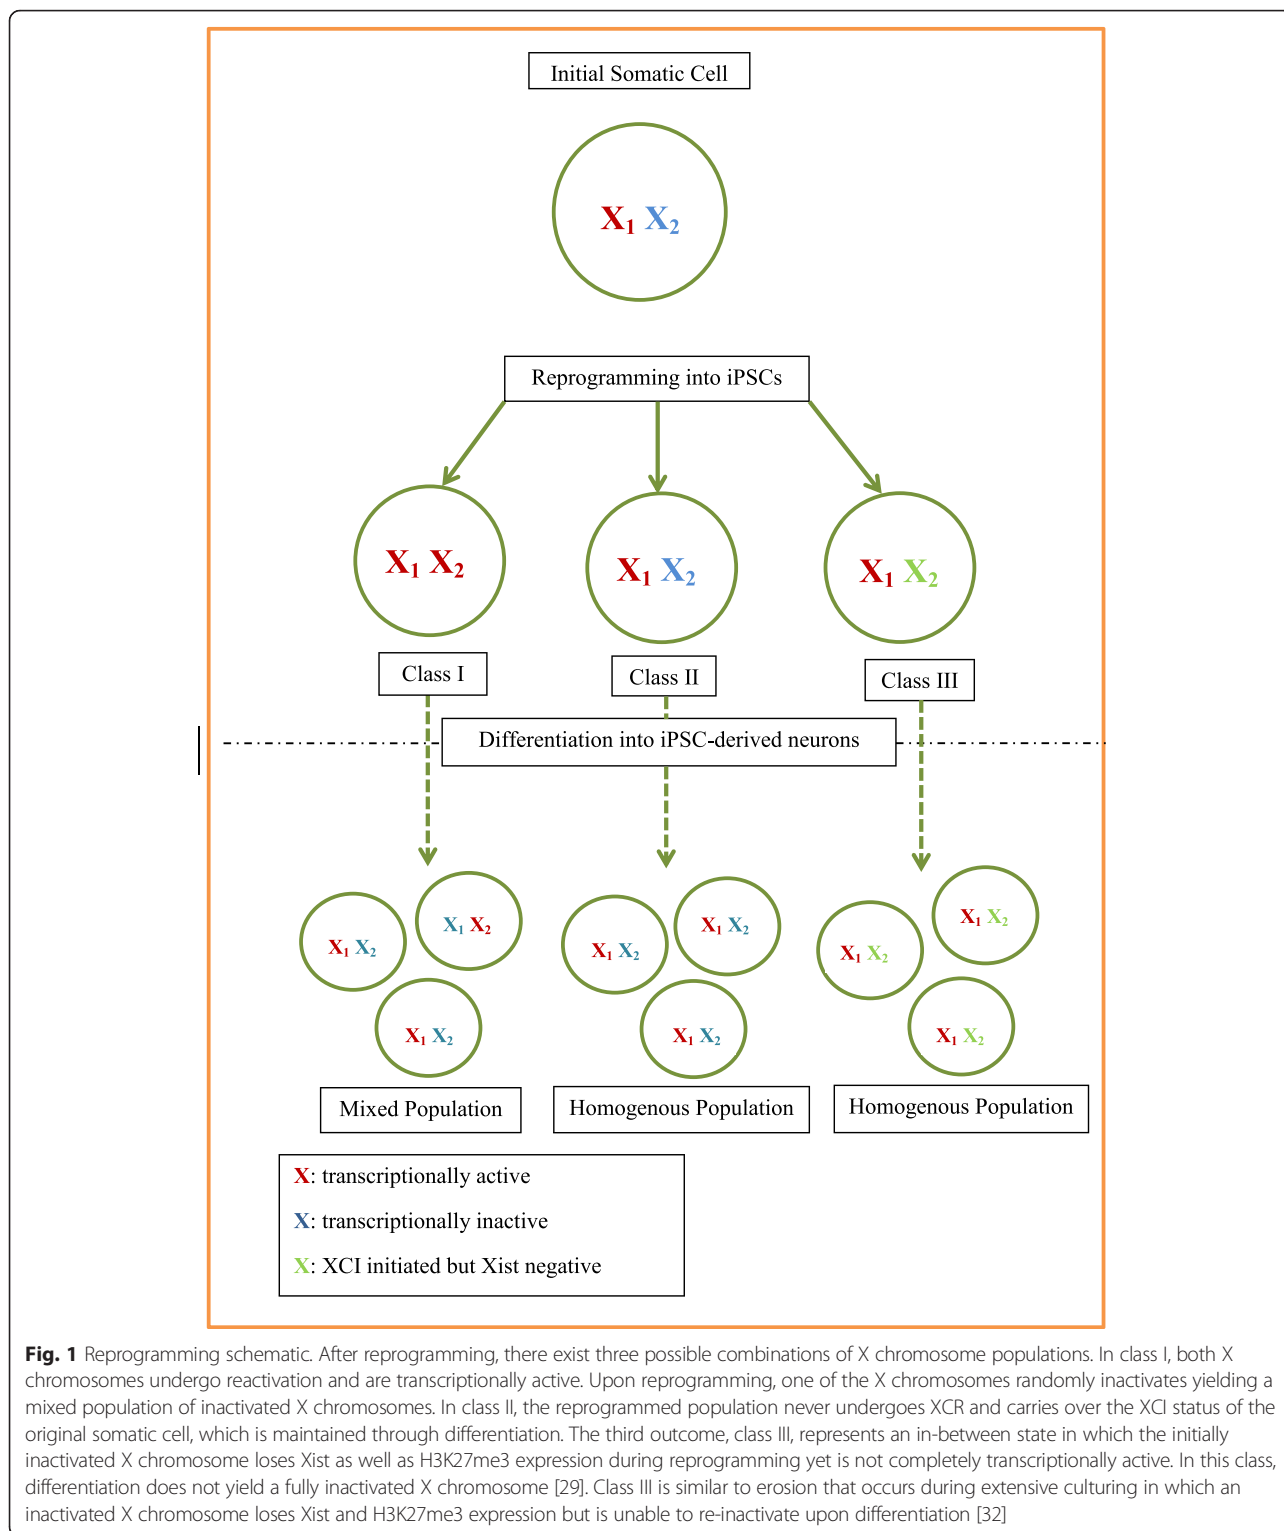 Initial Somatic Cell
X₁ X₂
Reprogramming into iPSCs
X₁ X₂
X₁ X₂
X₁ X₂
Class I
Class II
Class III
Differentiation into iPSC-derived neurons
X₁ X₂
X₁ X₂
X₁ X₂
X₁ X₂
X₁ X₂
X₁ X₂
X₁ X₂
X₁ X₂
X₁ X₂
Mixed Population
Homogenous Population
Homogenous Population
X: transcriptionally active
X: transcriptionally inactive
X: XCI initiated but Xist negative
Fig. 1 Reprogramming schematic. After reprogramming, there exist three possible combinations of X chromosome populations. In class I, both X
chromosomes undergo reactivation and are transcriptionally active. Upon reprogramming, one of the X chromosomes randomly inactivates yielding a
mixed population of inactivated X chromosomes. In class II, the reprogrammed population never undergoes XCR and carries over the XCI status of the
original somatic cell, which is maintained through differentiation. The third outcome, class III, represents an in-between state in which the initially
inactivated X chromosome loses Xist as well as H3K27me3 expression during reprogramming yet is not completely transcriptionally active. In this class,
differentiation does not yield a fully inactivated X chromosome [29]. Class III is similar to erosion that occurs during extensive culturing in which an
inactivated X chromosome loses Xist and H3K27me3 expression but is unable to re-inactivate upon differentiation [32]